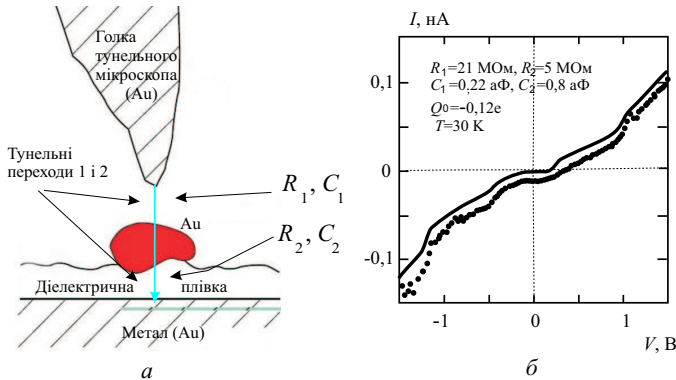 Голка
тунельного
мікроскопа
(Au)
Тунельні
переходи 1 і 2
R₁, C₁
Au
R₂, C₂
Діелектрична плівка
Метал (Au)
а
I, нА
R₁=21 МОм, R₂=5 МОм
C₁=0,22 аФ, C₂=0,8 аФ
Q₀=-0,12e
T=30 K
0,1
0
-0,1
-1 0 1
V, В
б